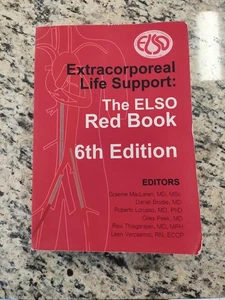 ELSO
Extracorporeal
Life Support:
The ELSO
Red Book
6th Edition
EDITORS
Graeme MacLaren, MD, MSc
Daniel Brodie, MD
Roberto Lorusso, MD, PhD
Giles Peek, MD
Ravi Thiagarajan, MD, MPH
Leen Vercaemst, RN, ECCP